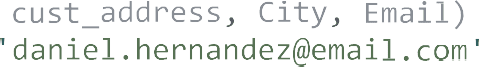 cust_address, City, Email)
'daniel.hernandez@email.com'